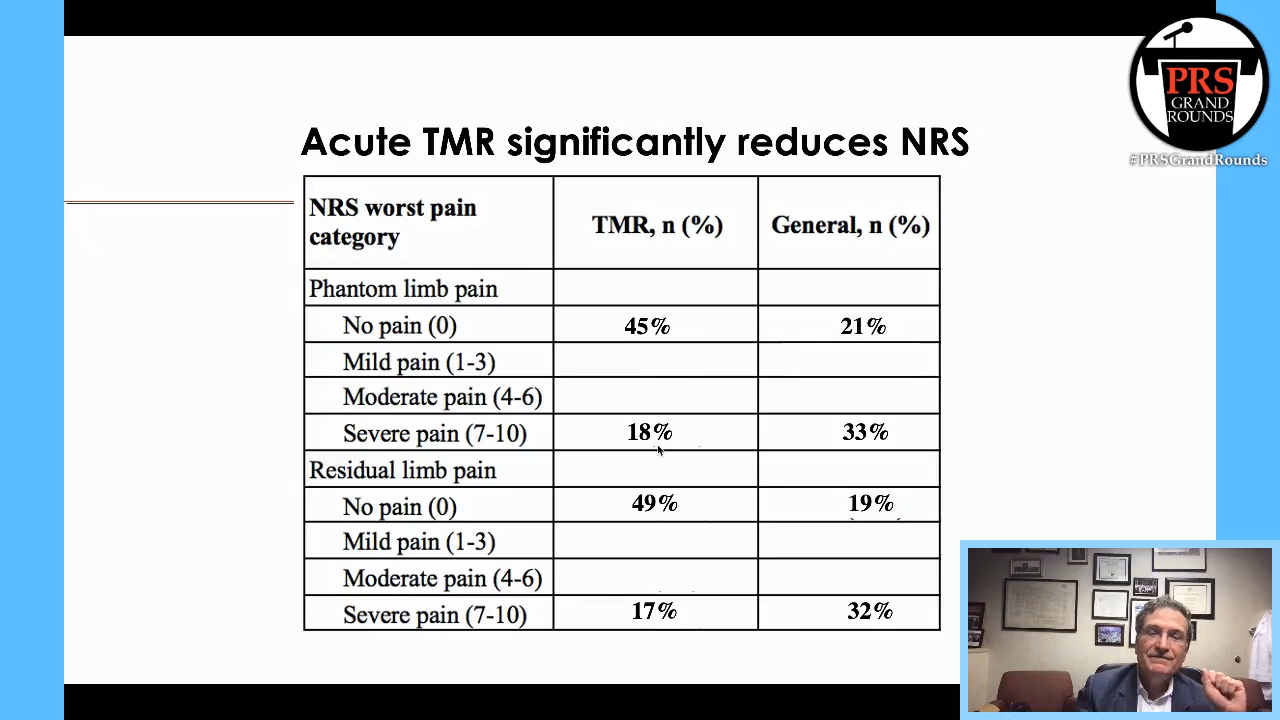 PRS
GRAND
ROUNDS
#PRSGrandRounds
Acute TMR significantly reduces NRS
NRS worst pain category TMR, n (%) General, n (%)
Phantom limb pain
No pain (0) 45% 21%
Mild pain (1-3)
Moderate pain (4-6)
Severe pain (7-10) 18% 33%
Residual limb pain
No pain (0) 49% 19%
Mild pain (1-3)
Moderate pain (4-6)
Severe pain (7-10) 17% 32%